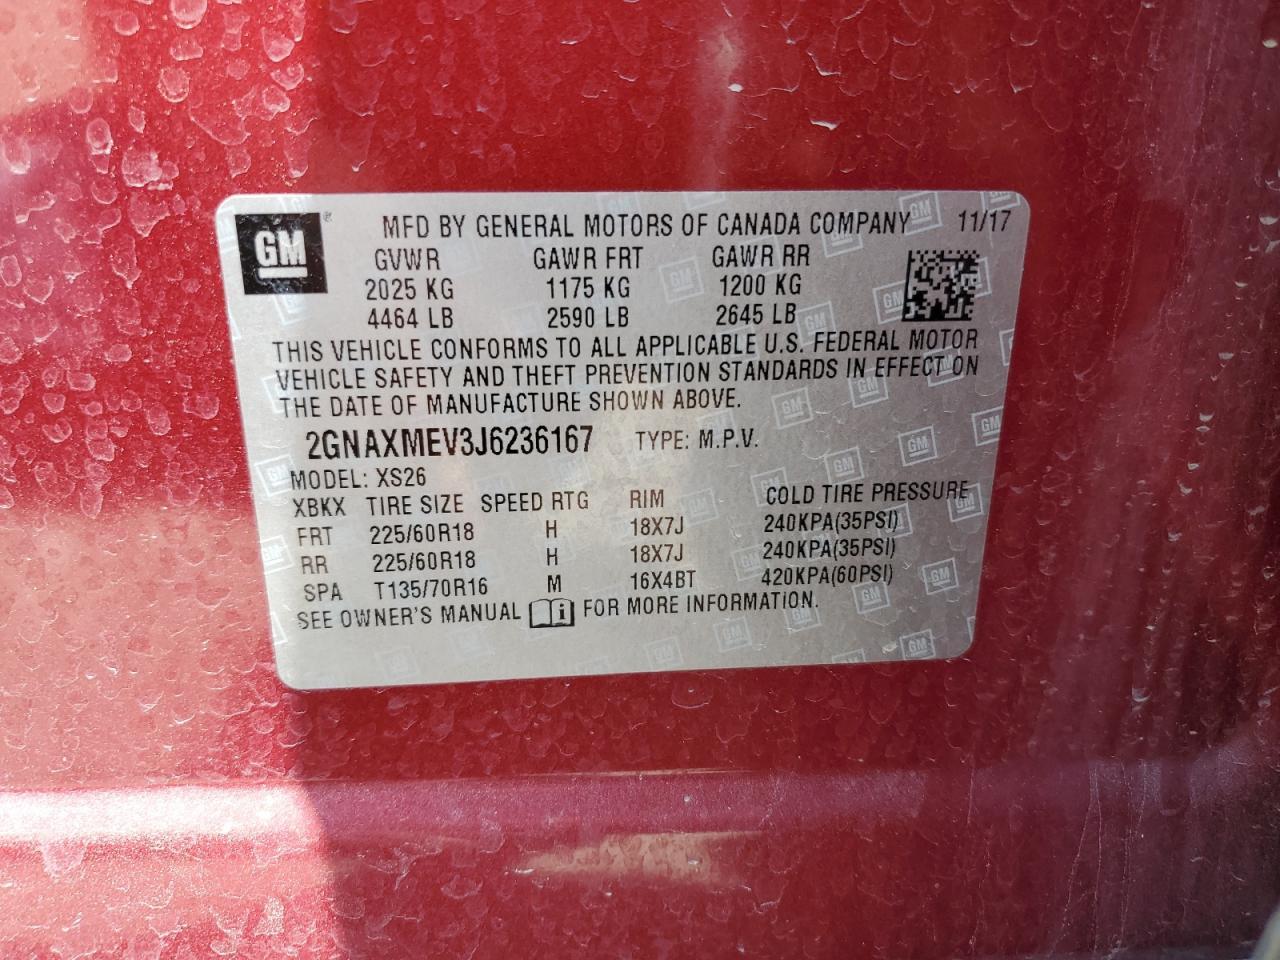 GM ® MFD BY GENERAL MOTORS OF CANADA COMPANY 11/17
GVWR GAWR FRT GAWR RR
2025 KG 1175 KG 1200 KG
4464 LB 2590 LB 2645 LB
THIS VEHICLE CONFORMS TO ALL APPLICABLE U.S. FEDERAL MOTOR
VEHICLE SAFETY AND THEFT PREVENTION STANDARDS IN EFFECT ON
THE DATE OF MANUFACTURE SHOWN ABOVE.
2GNAXMEV3J6236167 TYPE: M.P.V.
MODEL: XS26
XBKX TIRE SIZE SPEED RTG RIM COLD TIRE PRESSURE
FRT 225/60R18 H 18X7J 240KPA(35PSI)
RR 225/60R18 H 18X7J 240KPA(35PSI)
SPA T135/70R16 M 16X4BT 420KPA(60PSI)
SEE OWNER'S MANUAL i FOR MORE INFORMATION.